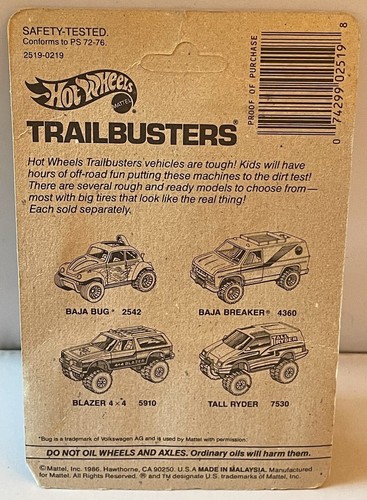 SAFETY-TESTED.
Conforms to PS 72-76.
2519-0219
PROOF OF PURCHASE
0 74299 02519 8
Hot Wheels
MATTEL
®
TRAILBUSTERS®
Hot Wheels Trailbusters vehicles are tough! Kids will have
hours of off-road fun putting these machines to the dirt test!
There are several rough and ready models to choose from—
most with big tires that look like the real thing!
Each sold separately.
BAJA BUG* 2542
BAJA BREAKER® 4360
BLAZER 4×4 5910
TALL RYDER 7530
*Bug is a trademark of Volkswagen AG and is used by Mattel with permission.
DO NOT OIL WHEELS AND AXLES. Ordinary oils will harm them.
©Mattel, Inc. 1986. Hawthorne, CA 90250. U.S.A MADE IN MALAYSIA. Manufactured
for Mattel. All Rights Reserved. ® and TM designate U.S. trademarks of Mattel, Inc.